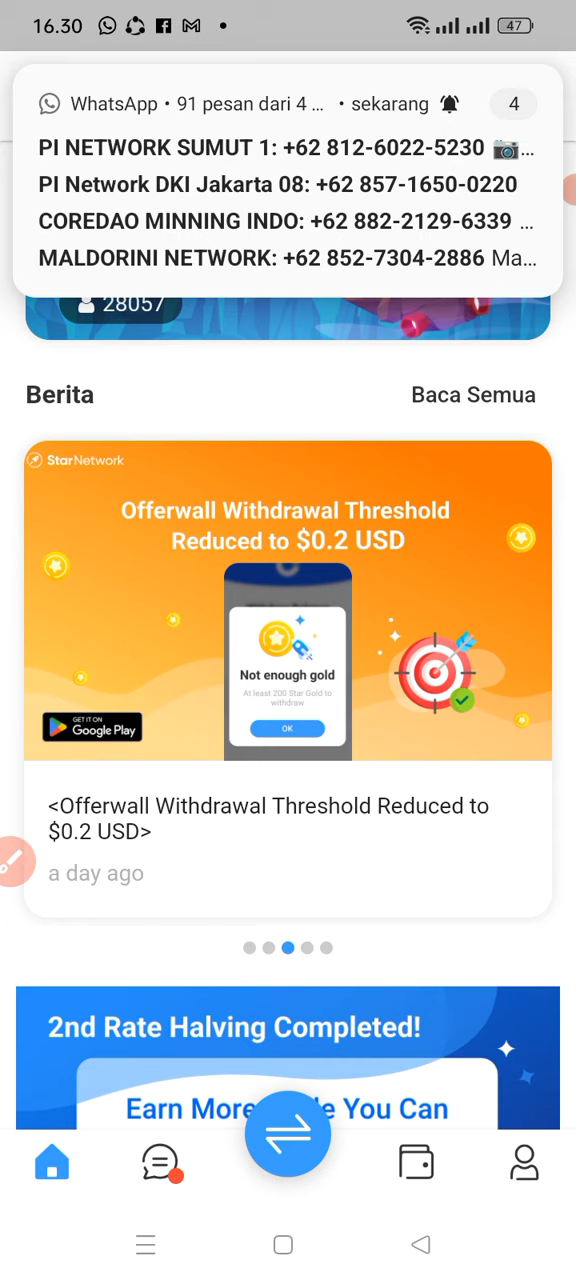 16.30
47
WhatsApp • 91 pesan dari 4 ... • sekarang
4
PI NETWORK SUMUT 1: +62 812-6022-5230 📷...
PI Network DKI Jakarta 08: +62 857-1650-0220
COREDAO MINNING INDO: +62 882-2129-6339 ...
MALDORINI NETWORK: +62 852-7304-2886 Ma...
28057
Berita
Baca Semua
StarNetwork
Offerwall Withdrawal Threshold
Reduced to $0.2 USD
Not enough gold
At least 200 Star Gold to
withdraw
OK
GET IT ON
Google Play
<Offerwall Withdrawal Threshold Reduced to
$0.2 USD>
a day ago
2nd Rate Halving Completed!
Earn More
e You Can